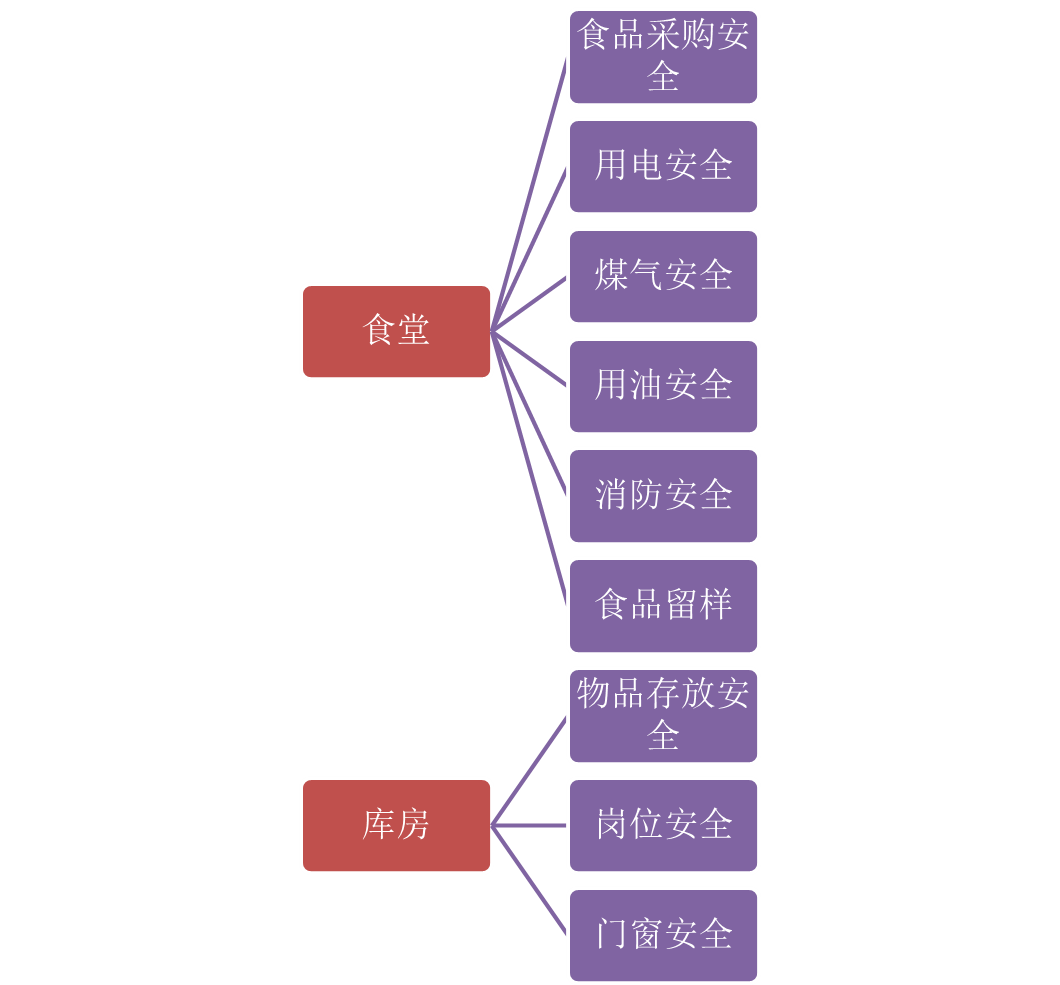 食品采购安
全
用电安全
煤气安全
食堂
用油安全
消防安全
食品留样
物品存放安
全
库房
岗位安全
门窗安全